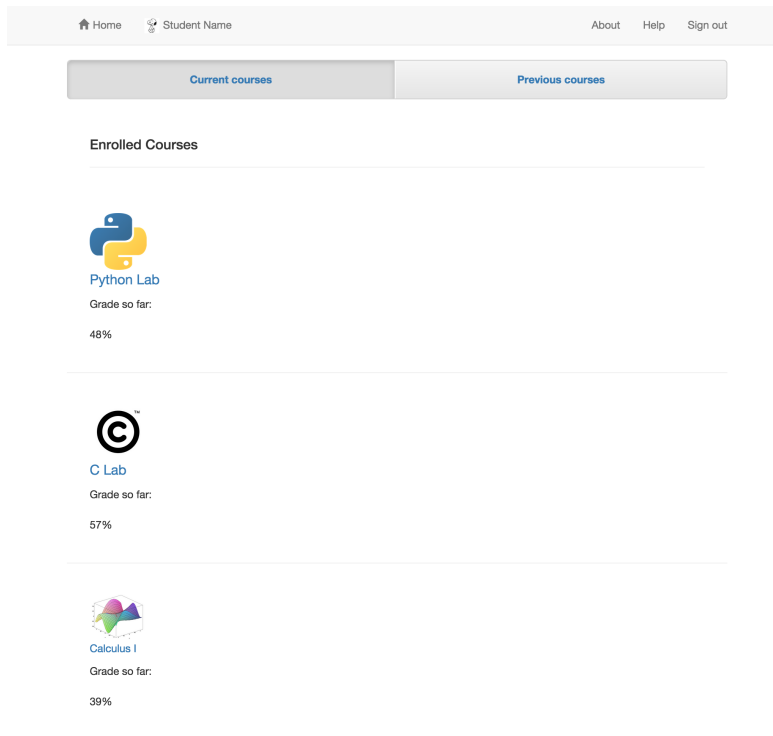 Home Student Name About Help Sign out
Current courses Previous courses
Enrolled Courses
Python Lab
Grade so far:
48%
© ™
C Lab
Grade so far:
57%
Calculus I
Grade so far:
39%